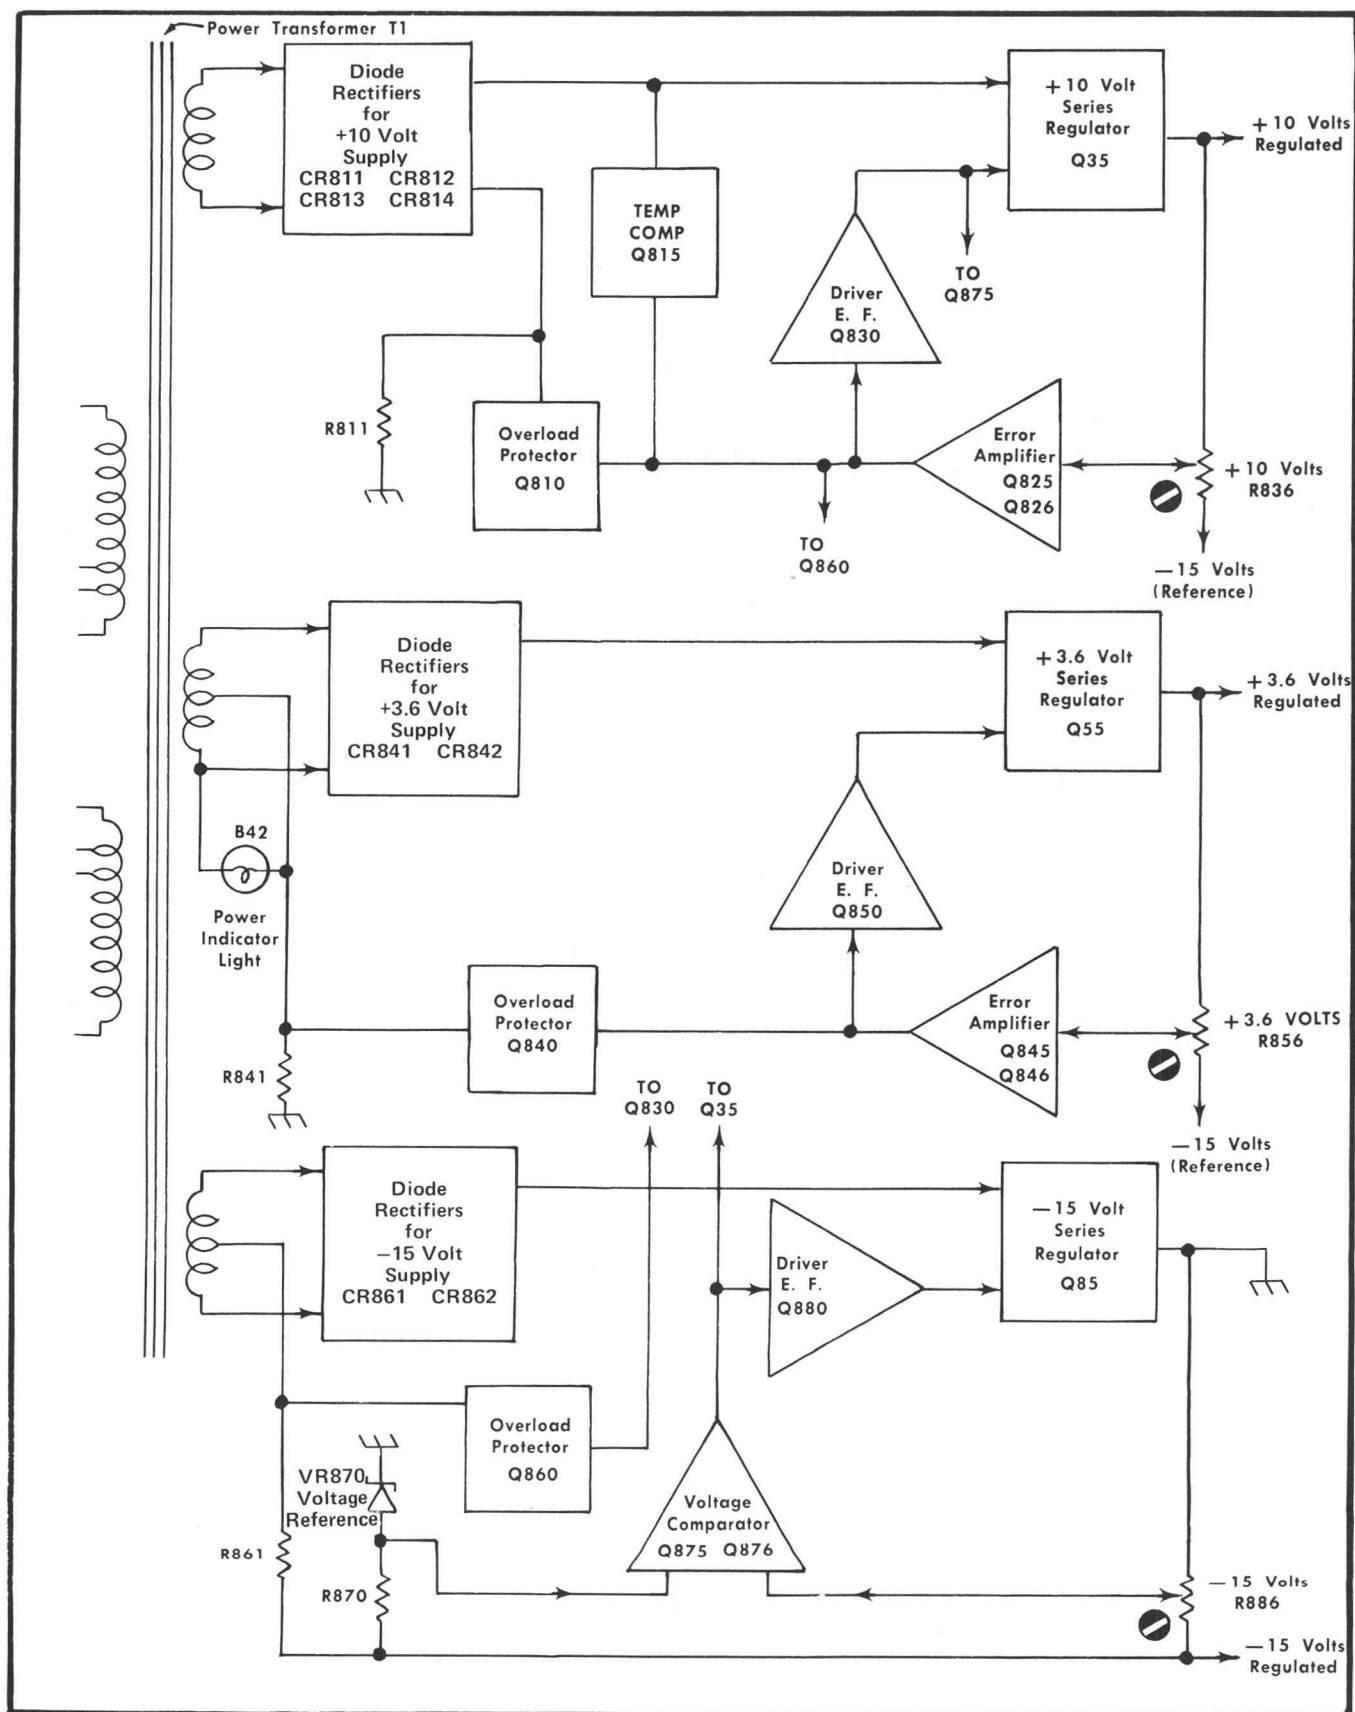 Power Transformer T1
Diode
Rectifiers
for
+10 Volt
Supply
CR811 CR812
CR813 CR814
+10 Volt
Series
Regulator
Q35
+10 Volts
Regulated
TEMP
COMP
Q815
TO
Q875
Driver
E. F.
Q830
R811
Overload
Protector
Q810
Error
Amplifier
Q825
Q826
+10 Volts
R836
TO
Q860
—15 Volts
(Reference)
Diode
Rectifiers
for
+3.6 Volt
Supply
CR841 CR842
+3.6 Volt
Series
Regulator
Q55
+3.6 Volts
Regulated
B42
Power
Indicator
Light
Driver
E. F.
Q850
Overload
Protector
Q840
Error
Amplifier
Q845
Q846
+3.6 VOLTS
R856
R841
TO
Q830
TO
Q35
—15 Volts
(Reference)
Diode
Rectifiers
for
—15 Volt
Supply
CR861 CR862
—15 Volt
Series
Regulator
Q85
Driver
E. F.
Q880
Overload
Protector
Q860
VR870
Voltage
Reference
Voltage
Comparator
Q875 Q876
R861
R870
—15 Volts
R886
—15 Volts
Regulated